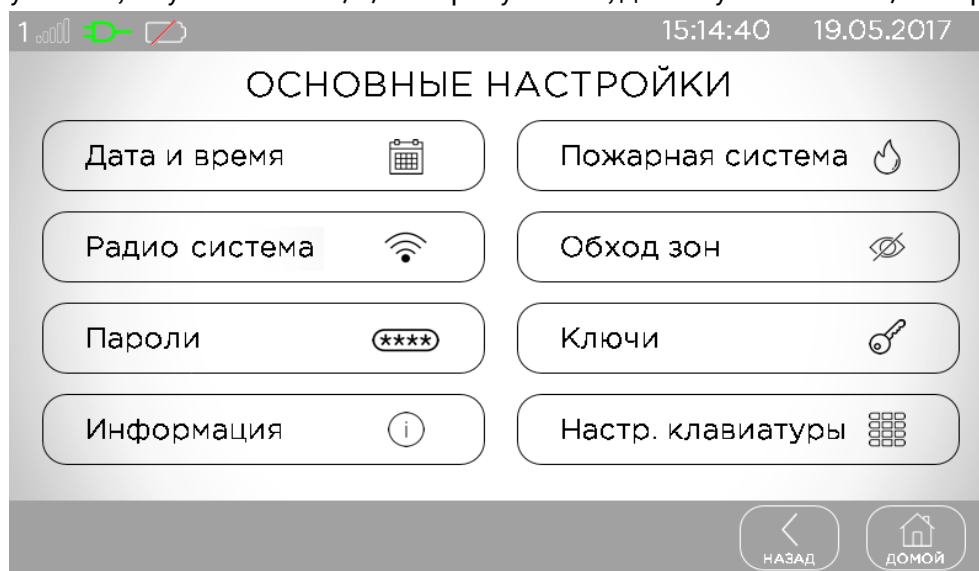 1 15:14:40 19.05.2017
ОСНОВНЫЕ НАСТРОЙКИ
Дата и время
Пожарная система
Радио система
Обход зон
Пароли ****
Ключи
Информация i
Настр. клавиатуры
НАЗАД
ДОМОЙ